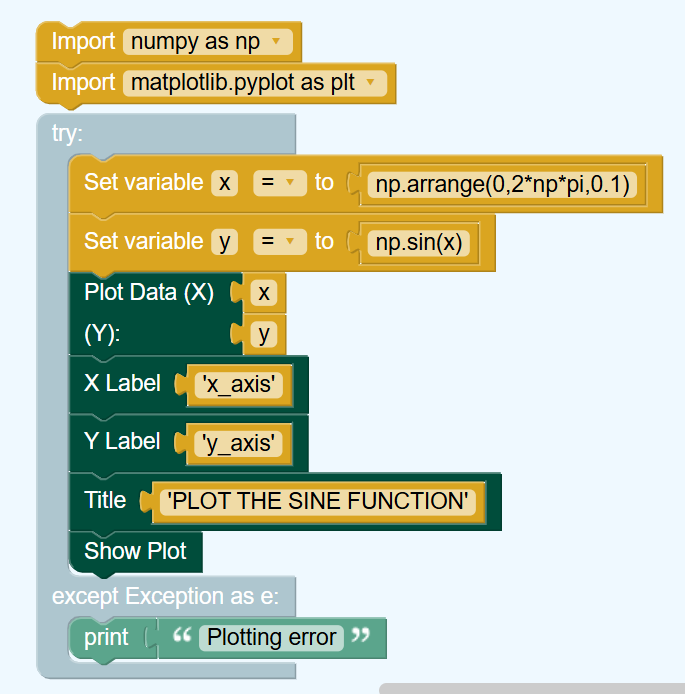 Import numpy as np
Import matplotlib.pyplot as plt
try:
Set variable x = to np.arrange(0,2*np*pi,0.1)
Set variable y = to np.sin(x)
Plot Data (X) x
(Y): y
X Label 'x_axis'
Y Label 'y_axis'
Title 'PLOT THE SINE FUNCTION'
Show Plot
except Exception as e:
print “ Plotting error ”